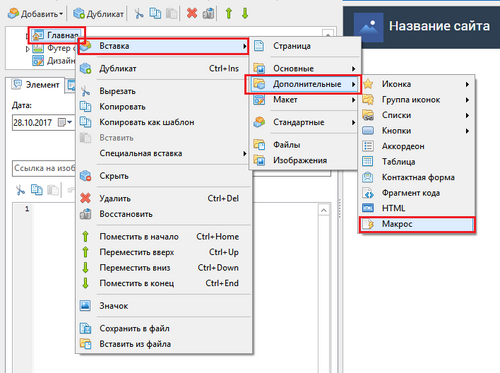 Добавить
Дубликат
Главная
Футер с
Дизайн
Элемент
Дата:
28.10.2017
Ссылка на изоб
1
Вставка
Дубликат Ctrl+Ins
Вырезать
Копировать
Копировать как шаблон
Вставить
Специальная вставка
Скрыть
Удалить Ctrl+Del
Восстановить
Поместить в начало Ctrl+Home
Переместить вверх Ctrl+Up
Переместить вниз Ctrl+Down
Поместить в конец Ctrl+End
Значок
Сохранить в файл
Вставить из файла
Страница
Основные
Дополнительные
Макет
Стандартные
Файлы
Изображения
Иконка
Группа иконок
Списки
Кнопки
Аккордеон
Таблица
Контактная форма
Фрагмент кода
HTML
Макрос
Название сайта